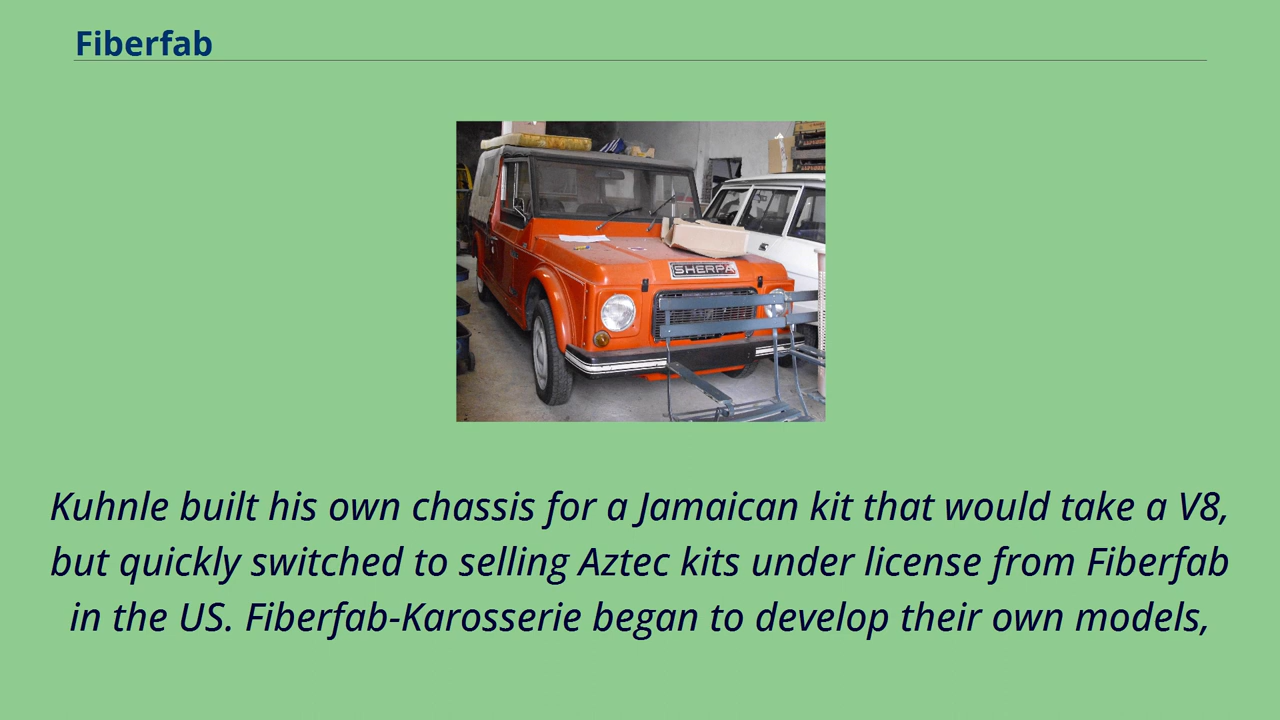 Fiberfab
SHERPA
Kuhnle built his own chassis for a Jamaican kit that would take a V8,
but quickly switched to selling Aztec kits under license from Fiberfab
in the US. Fiberfab-Karosserie began to develop their own models,